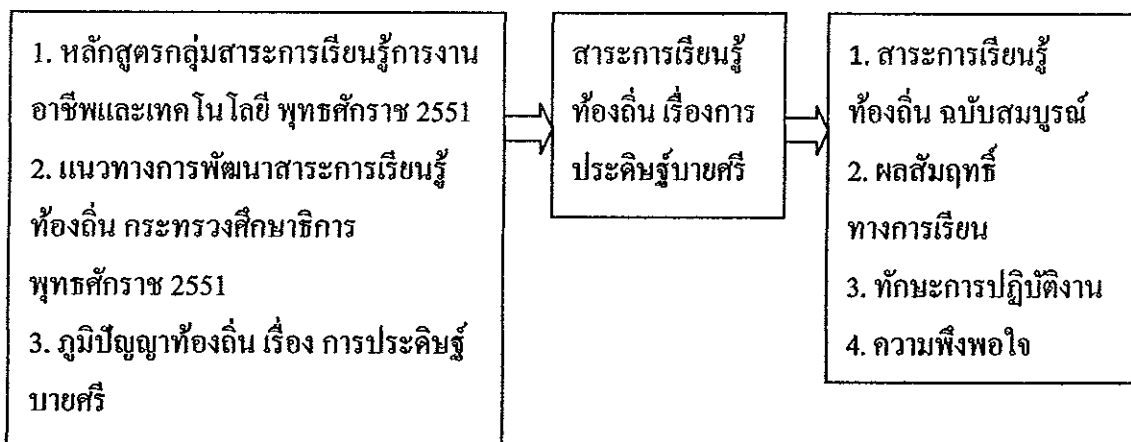 1. หลักสูตรกลุ่มสาระการเรียนรู้การงาน
อาชีพและเทคโนโลยี พุทธศักราช 2551
2. แนวทางการพัฒนาสาระการเรียนรู้
ท้องถิ่น กระทรวงศึกษาธิการ
พุทธศักราช 2551
3. ภูมิปัญญาท้องถิ่น เรื่อง การประดิษฐ์
บายศรี
สาระการเรียนรู้
ท้องถิ่น เรื่องการ
ประดิษฐ์บายศรี
1. สาระการเรียนรู้
ท้องถิ่น ฉบับสมบูรณ์
2. ผลสัมฤทธิ์
ทางการเรียน
3. ทักษะการปฏิบัติงาน
4. ความพึงพอใจ